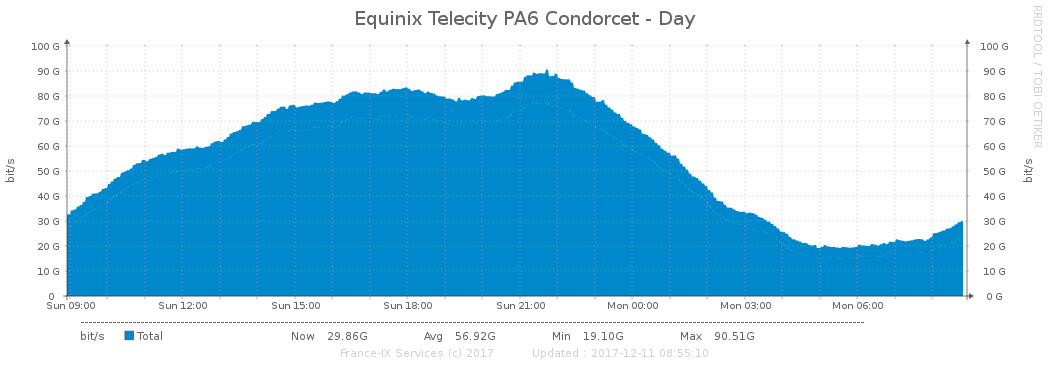 Equinix Telecity PA6 Condorcet - Day
RRDTOOL / TOBI OETIKER
bit/s
100 G 100 G
90 G 90 G
80 G 80 G
70 G 70 G
60 G 60 G
50 G 50 G
40 G 40 G
30 G 30 G
20 G 20 G
10 G 10 G
0 0 G
bit/s
Sun 09:00 Sun 12:00 Sun 15:00 Sun 18:00 Sun 21:00 Mon 00:00 Mon 03:00 Mon 06:00
bit/s Total Now 29.86G Avg 56.92G Min 19.10G Max 90.51G
France-IX Services (c) 2017 Updated : 2017-12-11 08:55:10